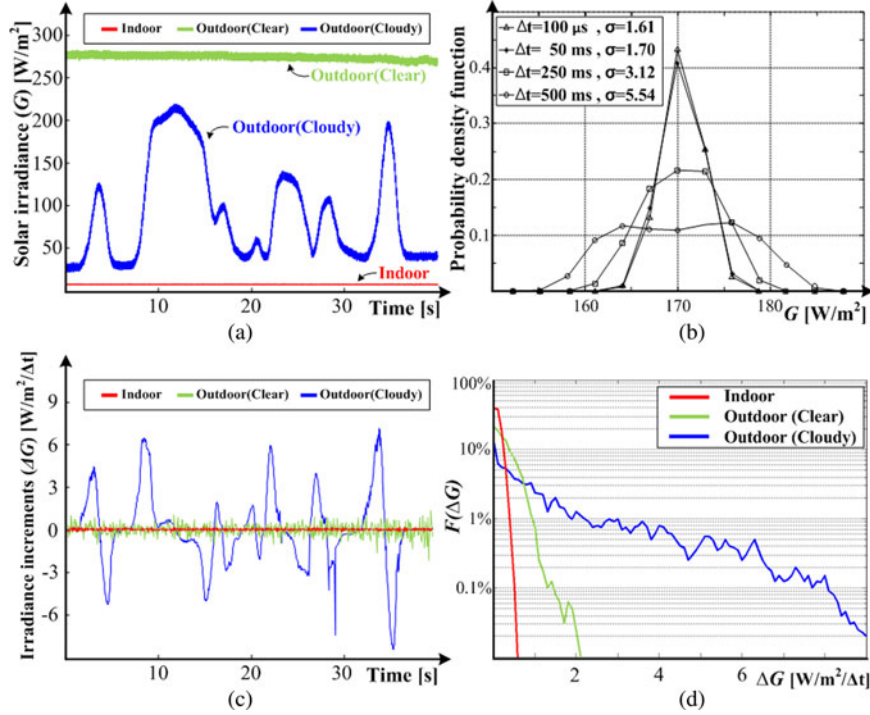 Indoor Outdoor(Clear) Outdoor(Cloudy)
Solar irradiance (G) [W/m²]
300
250
200
150
100
50
Outdoor(Clear)
Outdoor(Cloudy)
Indoor
10 20 30 Time [s]
(a)
Probability density function
0.5
0.4
0.3
0.2
0.1
Δt=100 μs , σ=1.61
Δt= 50 ms , σ=1.70
Δt=250 ms , σ=3.12
Δt=500 ms , σ=5.54
160 170 180 G [W/m²]
(b)
Indoor Outdoor(Clear) Outdoor(Cloudy)
Irradiance increments (ΔG) [W/m²/Δt]
9
6
3
0
-3
-6
10 20 30 Time [s]
(c)
F(ΔG)
100%
10%
1%
0.1%
Indoor
Outdoor (Clear)
Outdoor (Cloudy)
2 4 6 ΔG [W/m²/Δt]
(d)